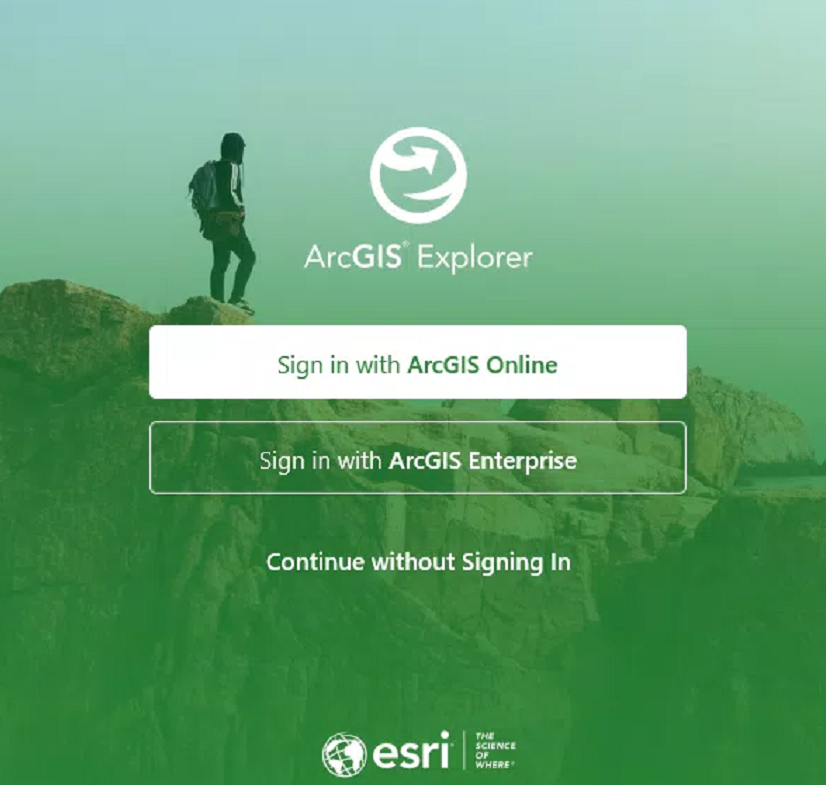 ArcGIS® Explorer
Sign in with ArcGIS Online
Sign in with ArcGIS Enterprise
Continue without Signing In
esri
THE
SCIENCE
OF
WHERE®